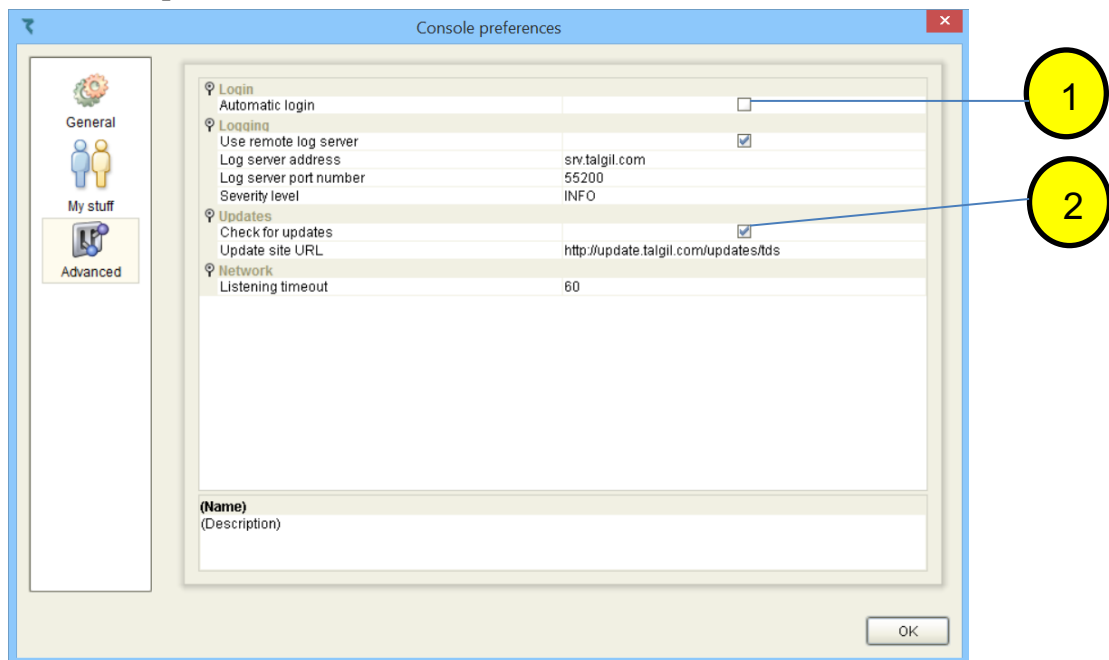 Console preferences
General
My stuff
Advanced
Login
Automatic login
Logging
Use remote log server
Log server address srv.talgil.com
Log server port number 55200
Severity level INFO
Updates
Check for updates
Update site URL http://update.talgil.com/updates/tds
Network
Listening timeout 60
(Name)
(Description)
OK
1
2